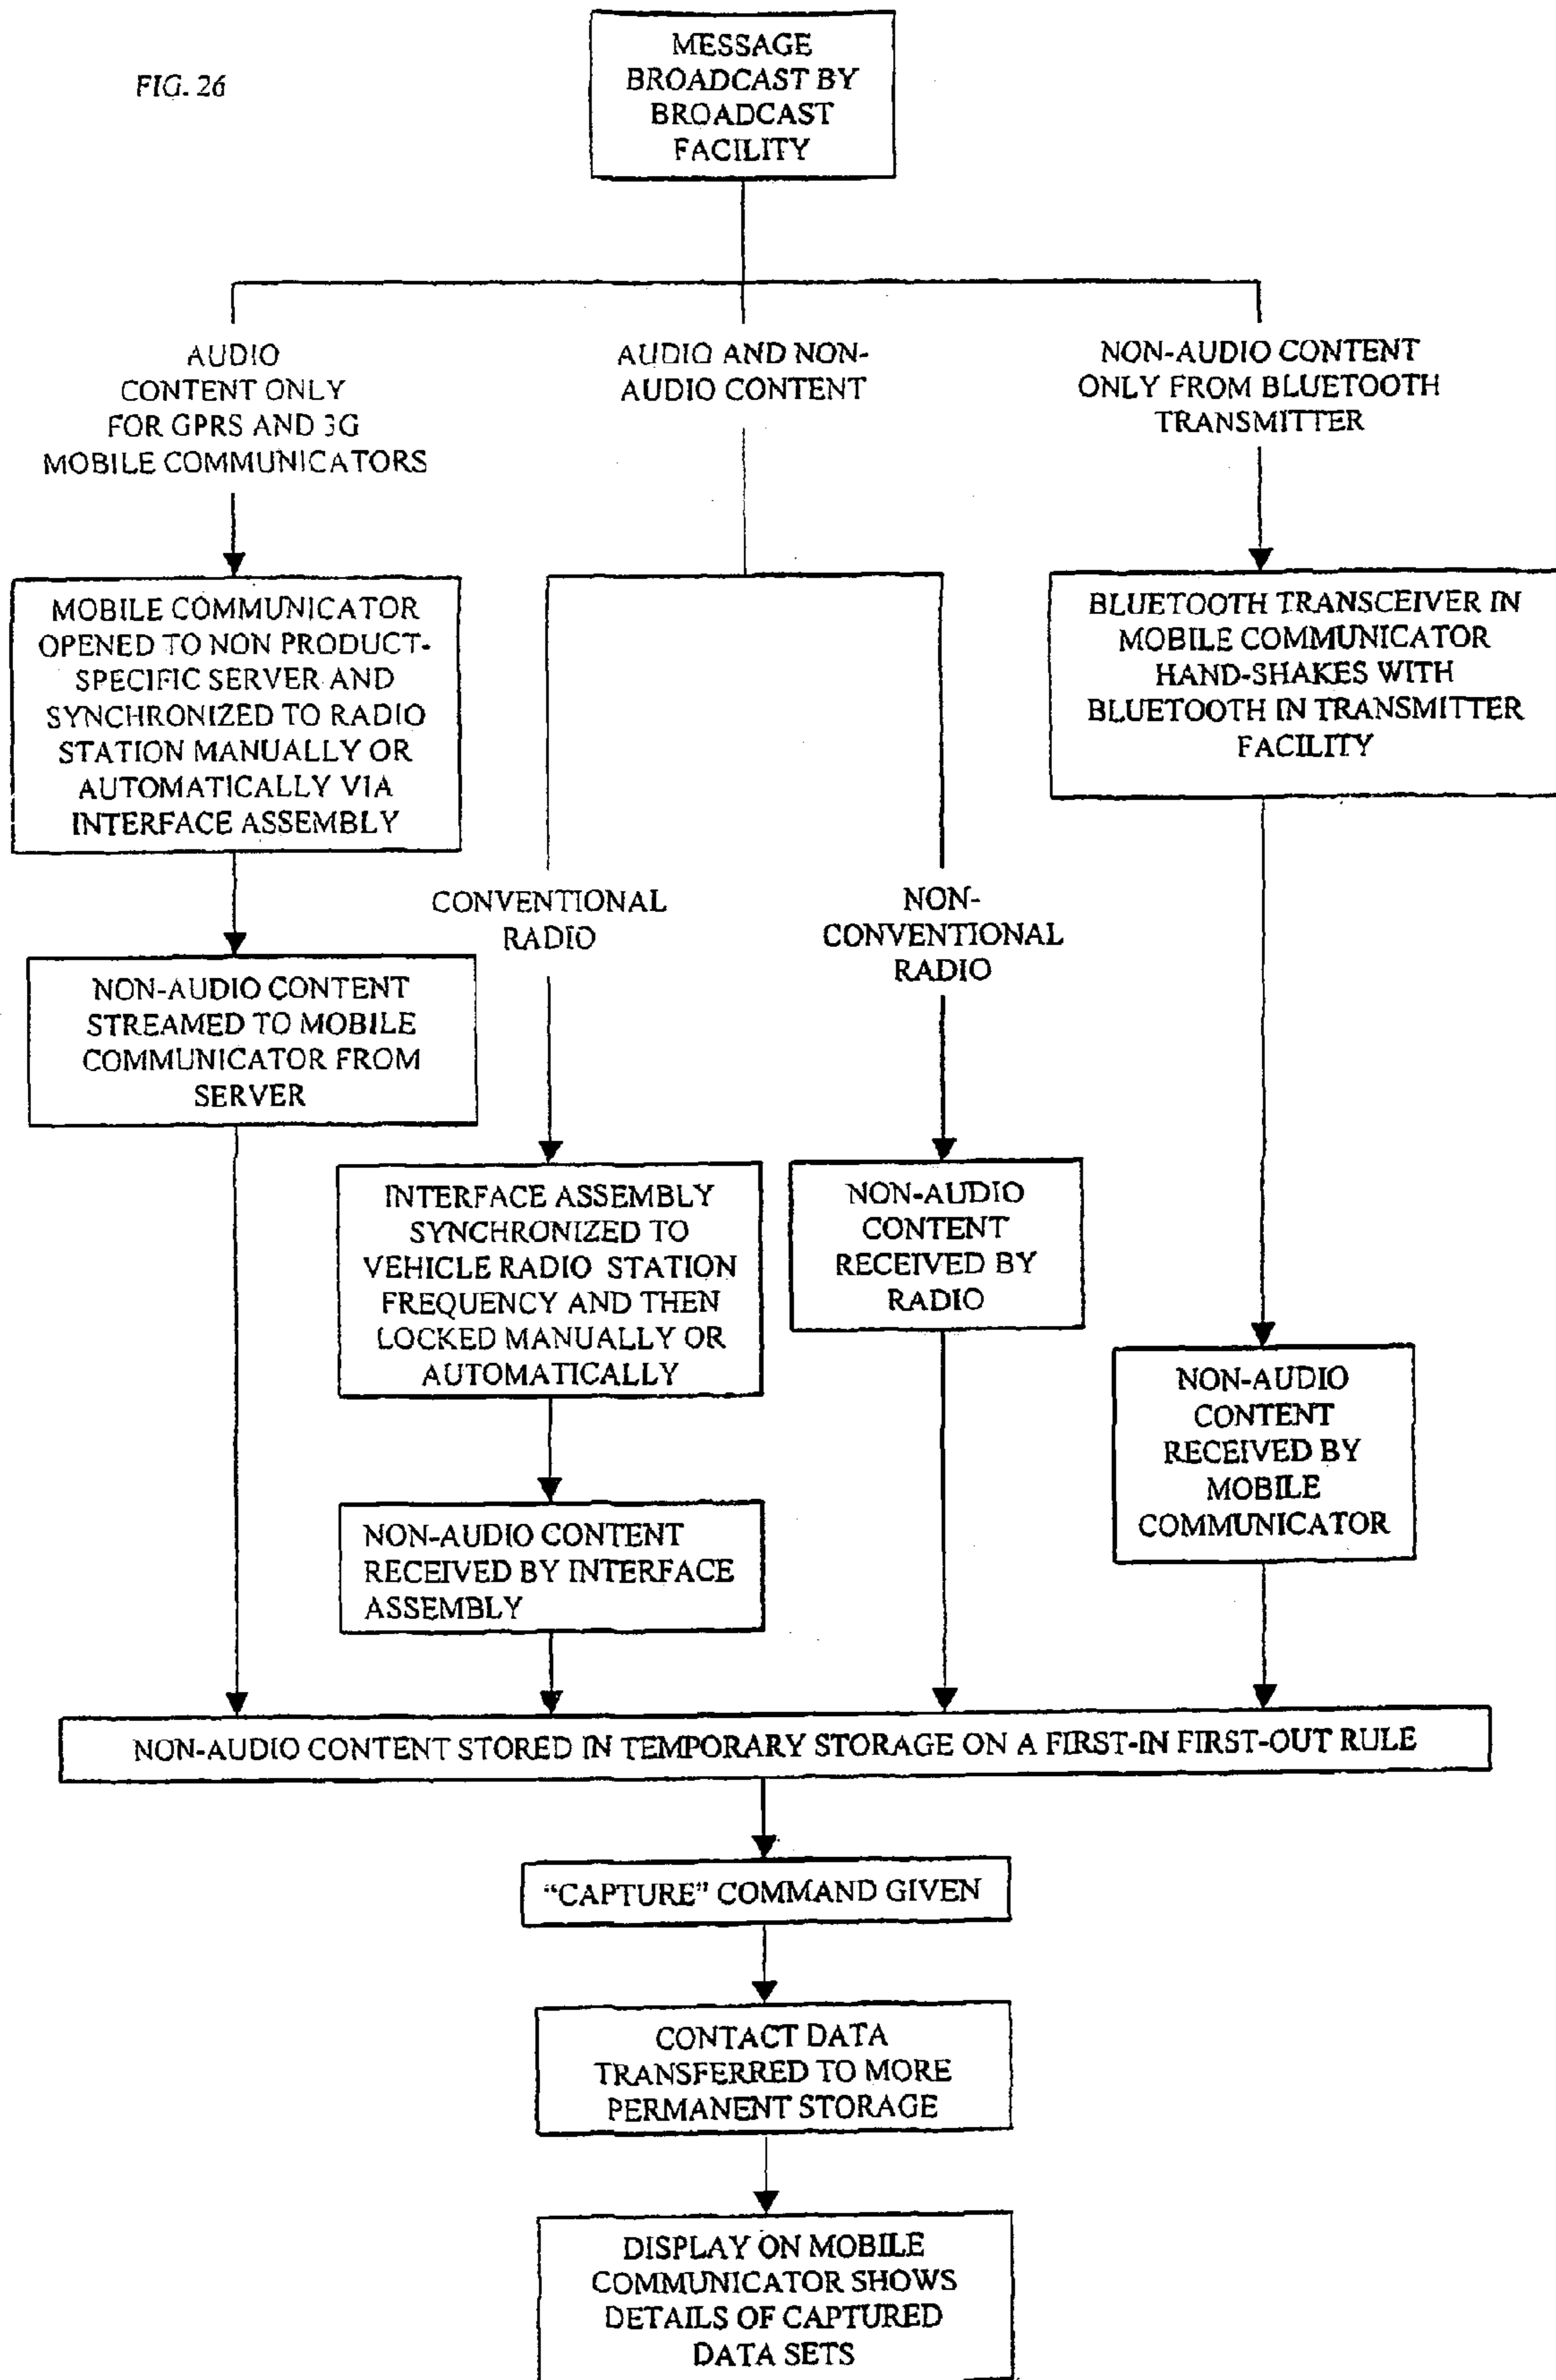 FIG. 26
MESSAGE
BROADCAST BY
BROADCAST
FACILITY
AUDIO
CONTENT ONLY
FOR GPRS AND 3G
MOBILE COMMUNICATORS
AUDIO AND NON-
AUDIO CONTENT
NON-AUDIO CONTENT
ONLY FROM BLUETOOTH
TRANSMITTER
MOBILE COMMUNICATOR
OPENED TO NON PRODUCT-
SPECIFIC SERVER AND
SYNCHRONIZED TO RADIO
STATION MANUALLY OR
AUTOMATICALLY VIA
INTERFACE ASSEMBLY
BLUETOOTH TRANSCEIVER IN
MOBILE COMMUNICATOR
HAND-SHAKES WITH
BLUETOOTH IN TRANSMITTER
FACILITY
CONVENTIONAL
RADIO
NON-
CONVENTIONAL
RADIO
NON-AUDIO CONTENT
STREAMED TO MOBILE
COMMUNICATOR FROM
SERVER
INTERFACE ASSEMBLY
SYNCHRONIZED TO
VEHICLE RADIO STATION
FREQUENCY AND THEN
LOCKED MANUALLY OR
AUTOMATICALLY
NON-AUDIO
CONTENT
RECEIVED BY
RADIO
NON-AUDIO
CONTENT
RECEIVED BY
MOBILE
COMMUNICATOR
NON-AUDIO CONTENT
RECEIVED BY INTERFACE
ASSEMBLY
NON-AUDIO CONTENT STORED IN TEMPORARY STORAGE ON A FIRST-IN FIRST-OUT RULE
"CAPTURE" COMMAND GIVEN
CONTACT DATA
TRANSFERRED TO MORE
PERMANENT STORAGE
DISPLAY ON MOBILE
COMMUNICATOR SHOWS
DETAILS OF CAPTURED
DATA SETS